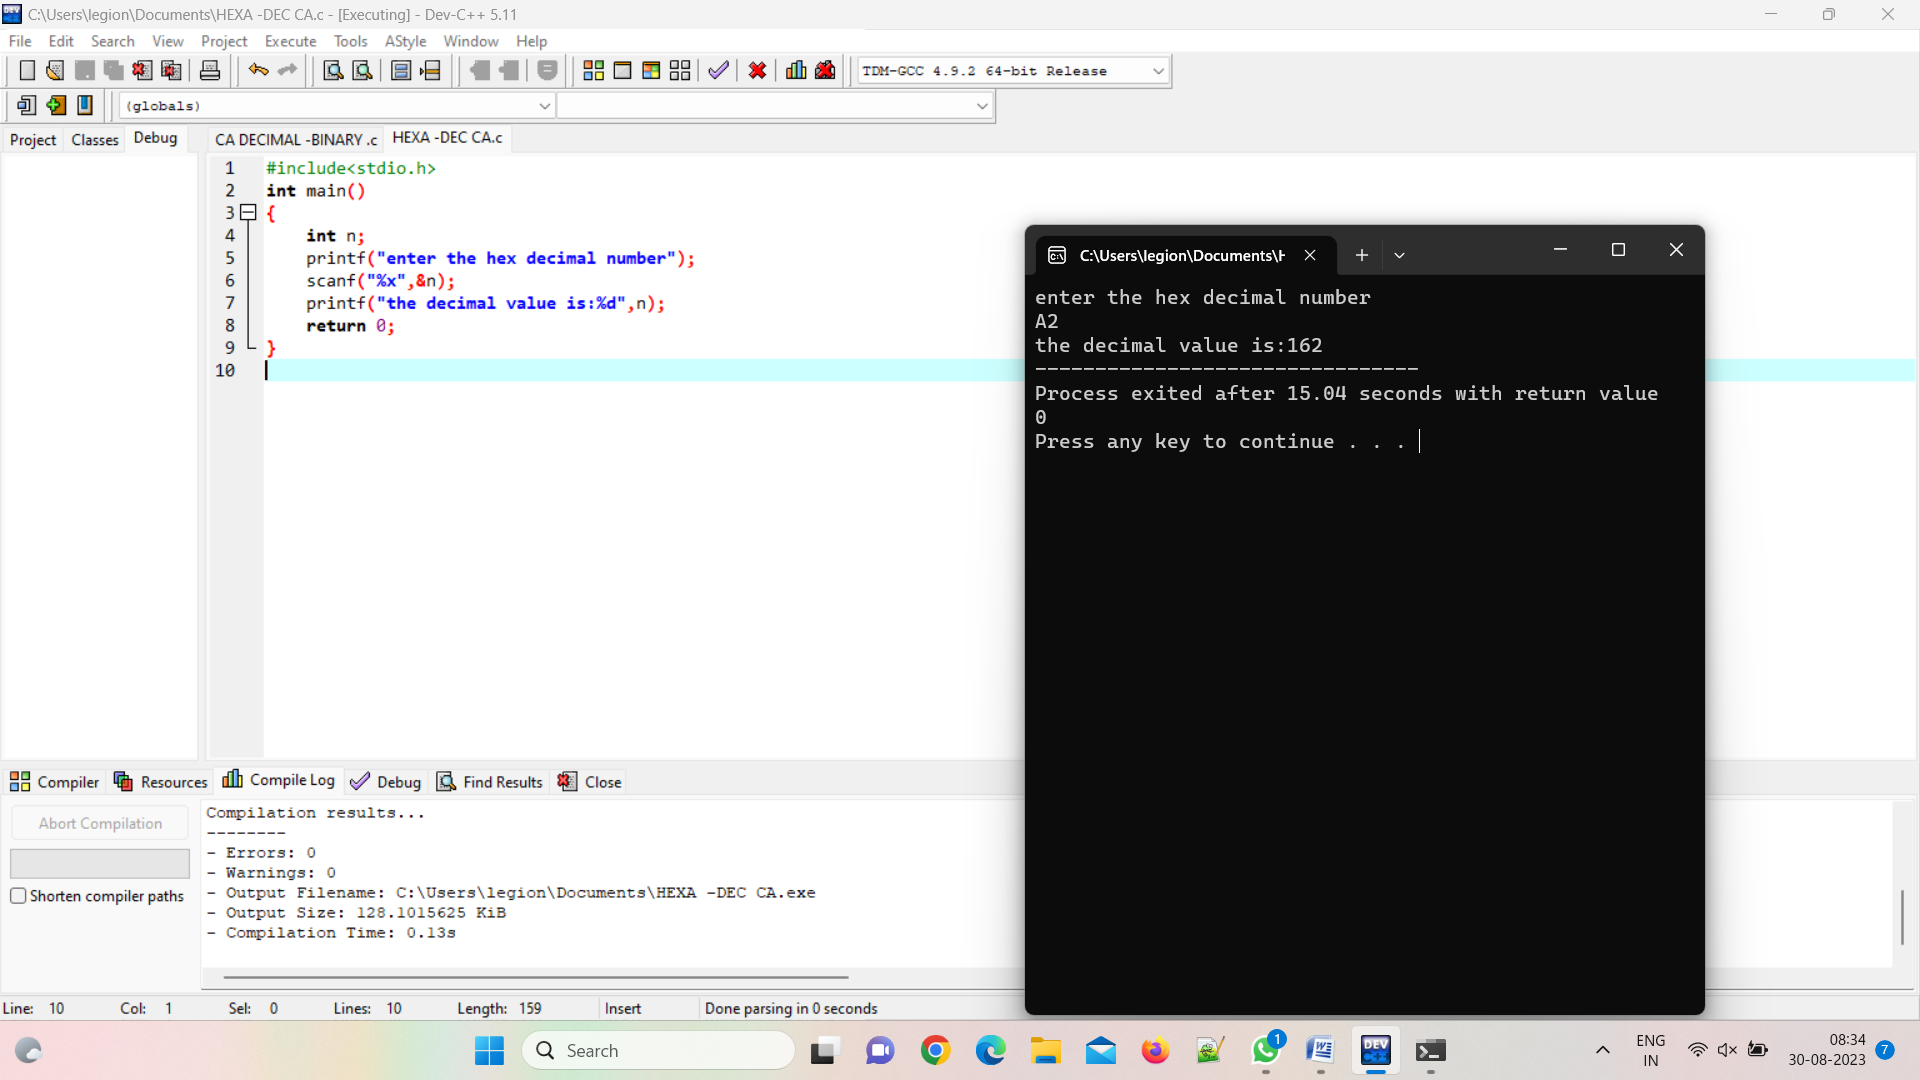 C:\Users\legion\Documents\HEXA -DEC CA.c - [Executing] - Dev-C++ 5.11
File Edit Search View Project Execute Tools AStyle Window Help
TDM-GCC 4.9.2 64-bit Release
(globals)
Project Classes Debug CA DECIMAL -BINARY .c HEXA -DEC CA.c
1 #include<stdio.h>
2 int main()
3 {
4 int n;
5 printf("enter the hex decimal number");
6 scanf("%x",&n);
7 printf("the decimal value is:%d",n);
8 return 0;
9 }
10
C:\Users\legion\Documents\H
enter the hex decimal number
A2
the decimal value is:162
--------------------------------
Process exited after 15.04 seconds with return value
0
Press any key to continue . . .
Compiler Resources Compile Log Debug Find Results Close
Abort Compilation
Shorten compiler paths
Compilation results...
--------
- Errors: 0
- Warnings: 0
- Output Filename: C:\Users\legion\Documents\HEXA -DEC CA.exe
- Output Size: 128.1015625 KiB
- Compilation Time: 0.13s
Line: 10 Col: 1 Sel: 0 Lines: 10 Length: 159 Insert Done parsing in 0 seconds
Search
1
DEV C++
ENG
IN
08:34
30-08-2023
7